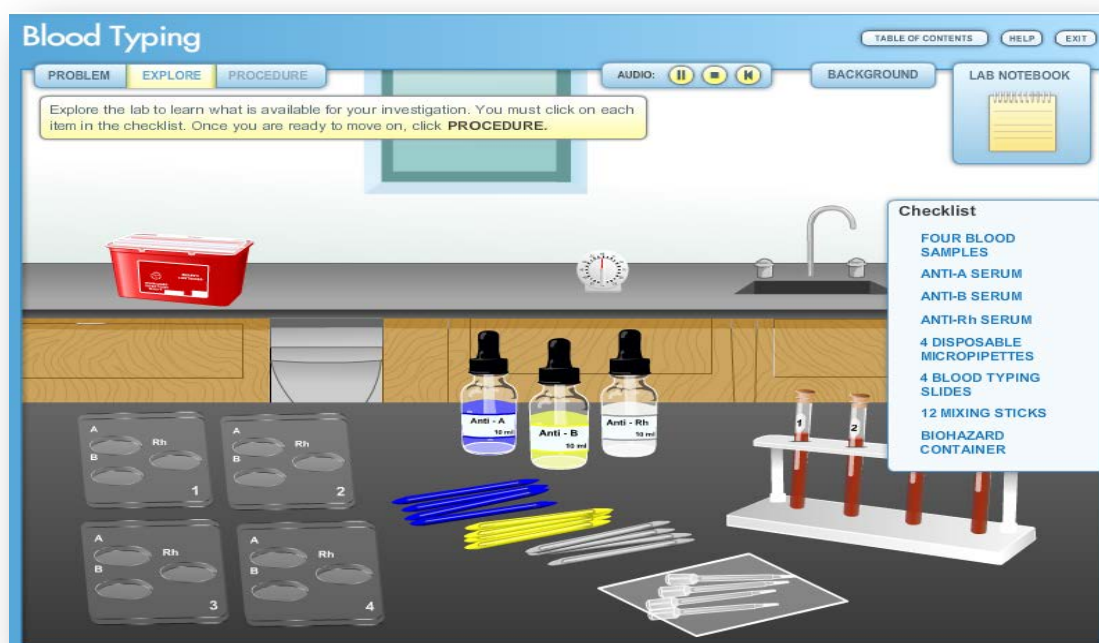 Blood Typing
TABLE OF CONTENTS
HELP
EXIT
PROBLEM
EXPLORE
PROCEDURE
AUDIO:
BACKGROUND
LAB NOTEBOOK
Explore the lab to learn what is available for your investigation. You must click on each
item in the checklist. Once you are ready to move on, click PROCEDURE.
Checklist
FOUR BLOOD
SAMPLES
ANTI-A SERUM
ANTI-B SERUM
ANTI-Rh SERUM
4 DISPOSABLE
MICROPIPETTES
4 BLOOD TYPING
SLIDES
12 MIXING STICKS
BIOHAZARD
CONTAINER
Anti - A
10 ml
Anti - B
10 ml
Anti - Rh
10 ml
1
2
A
Rh
B
1
A
Rh
B
2
A
Rh
B
3
A
Rh
B
4